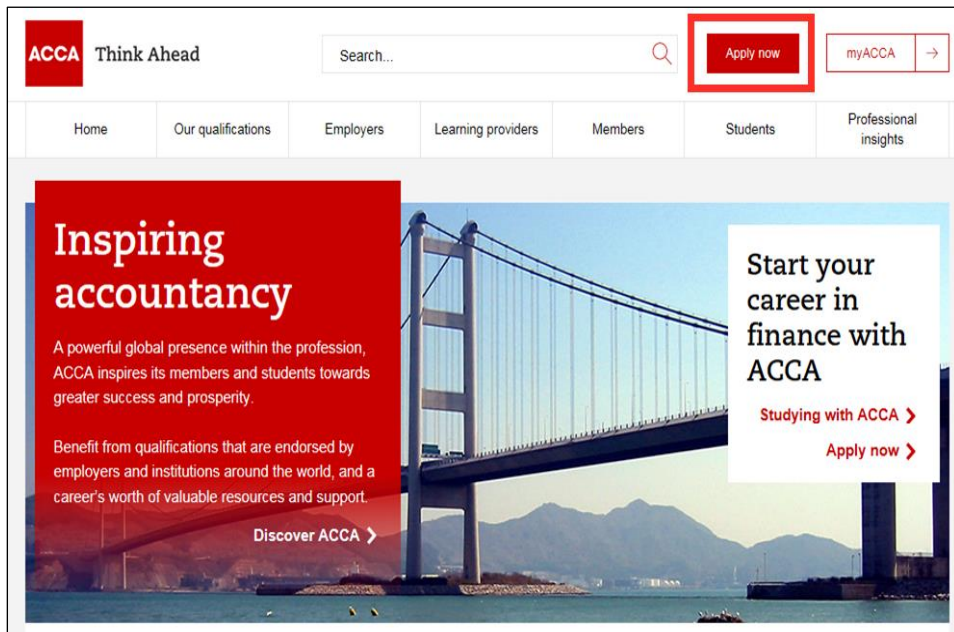 ACCA Think Ahead
Search...
Apply now
myACCA
Home
Our qualifications
Employers
Learning providers
Members
Students
Professional
insights
Inspiring
accountancy
A powerful global presence within the profession,
ACCA inspires its members and students towards
greater success and prosperity.
Benefit from qualifications that are endorsed by
employers and institutions around the world, and a
career's worth of valuable resources and support.
Discover ACCA
Start your
career in
finance with
ACCA
Studying with ACCA
Apply now